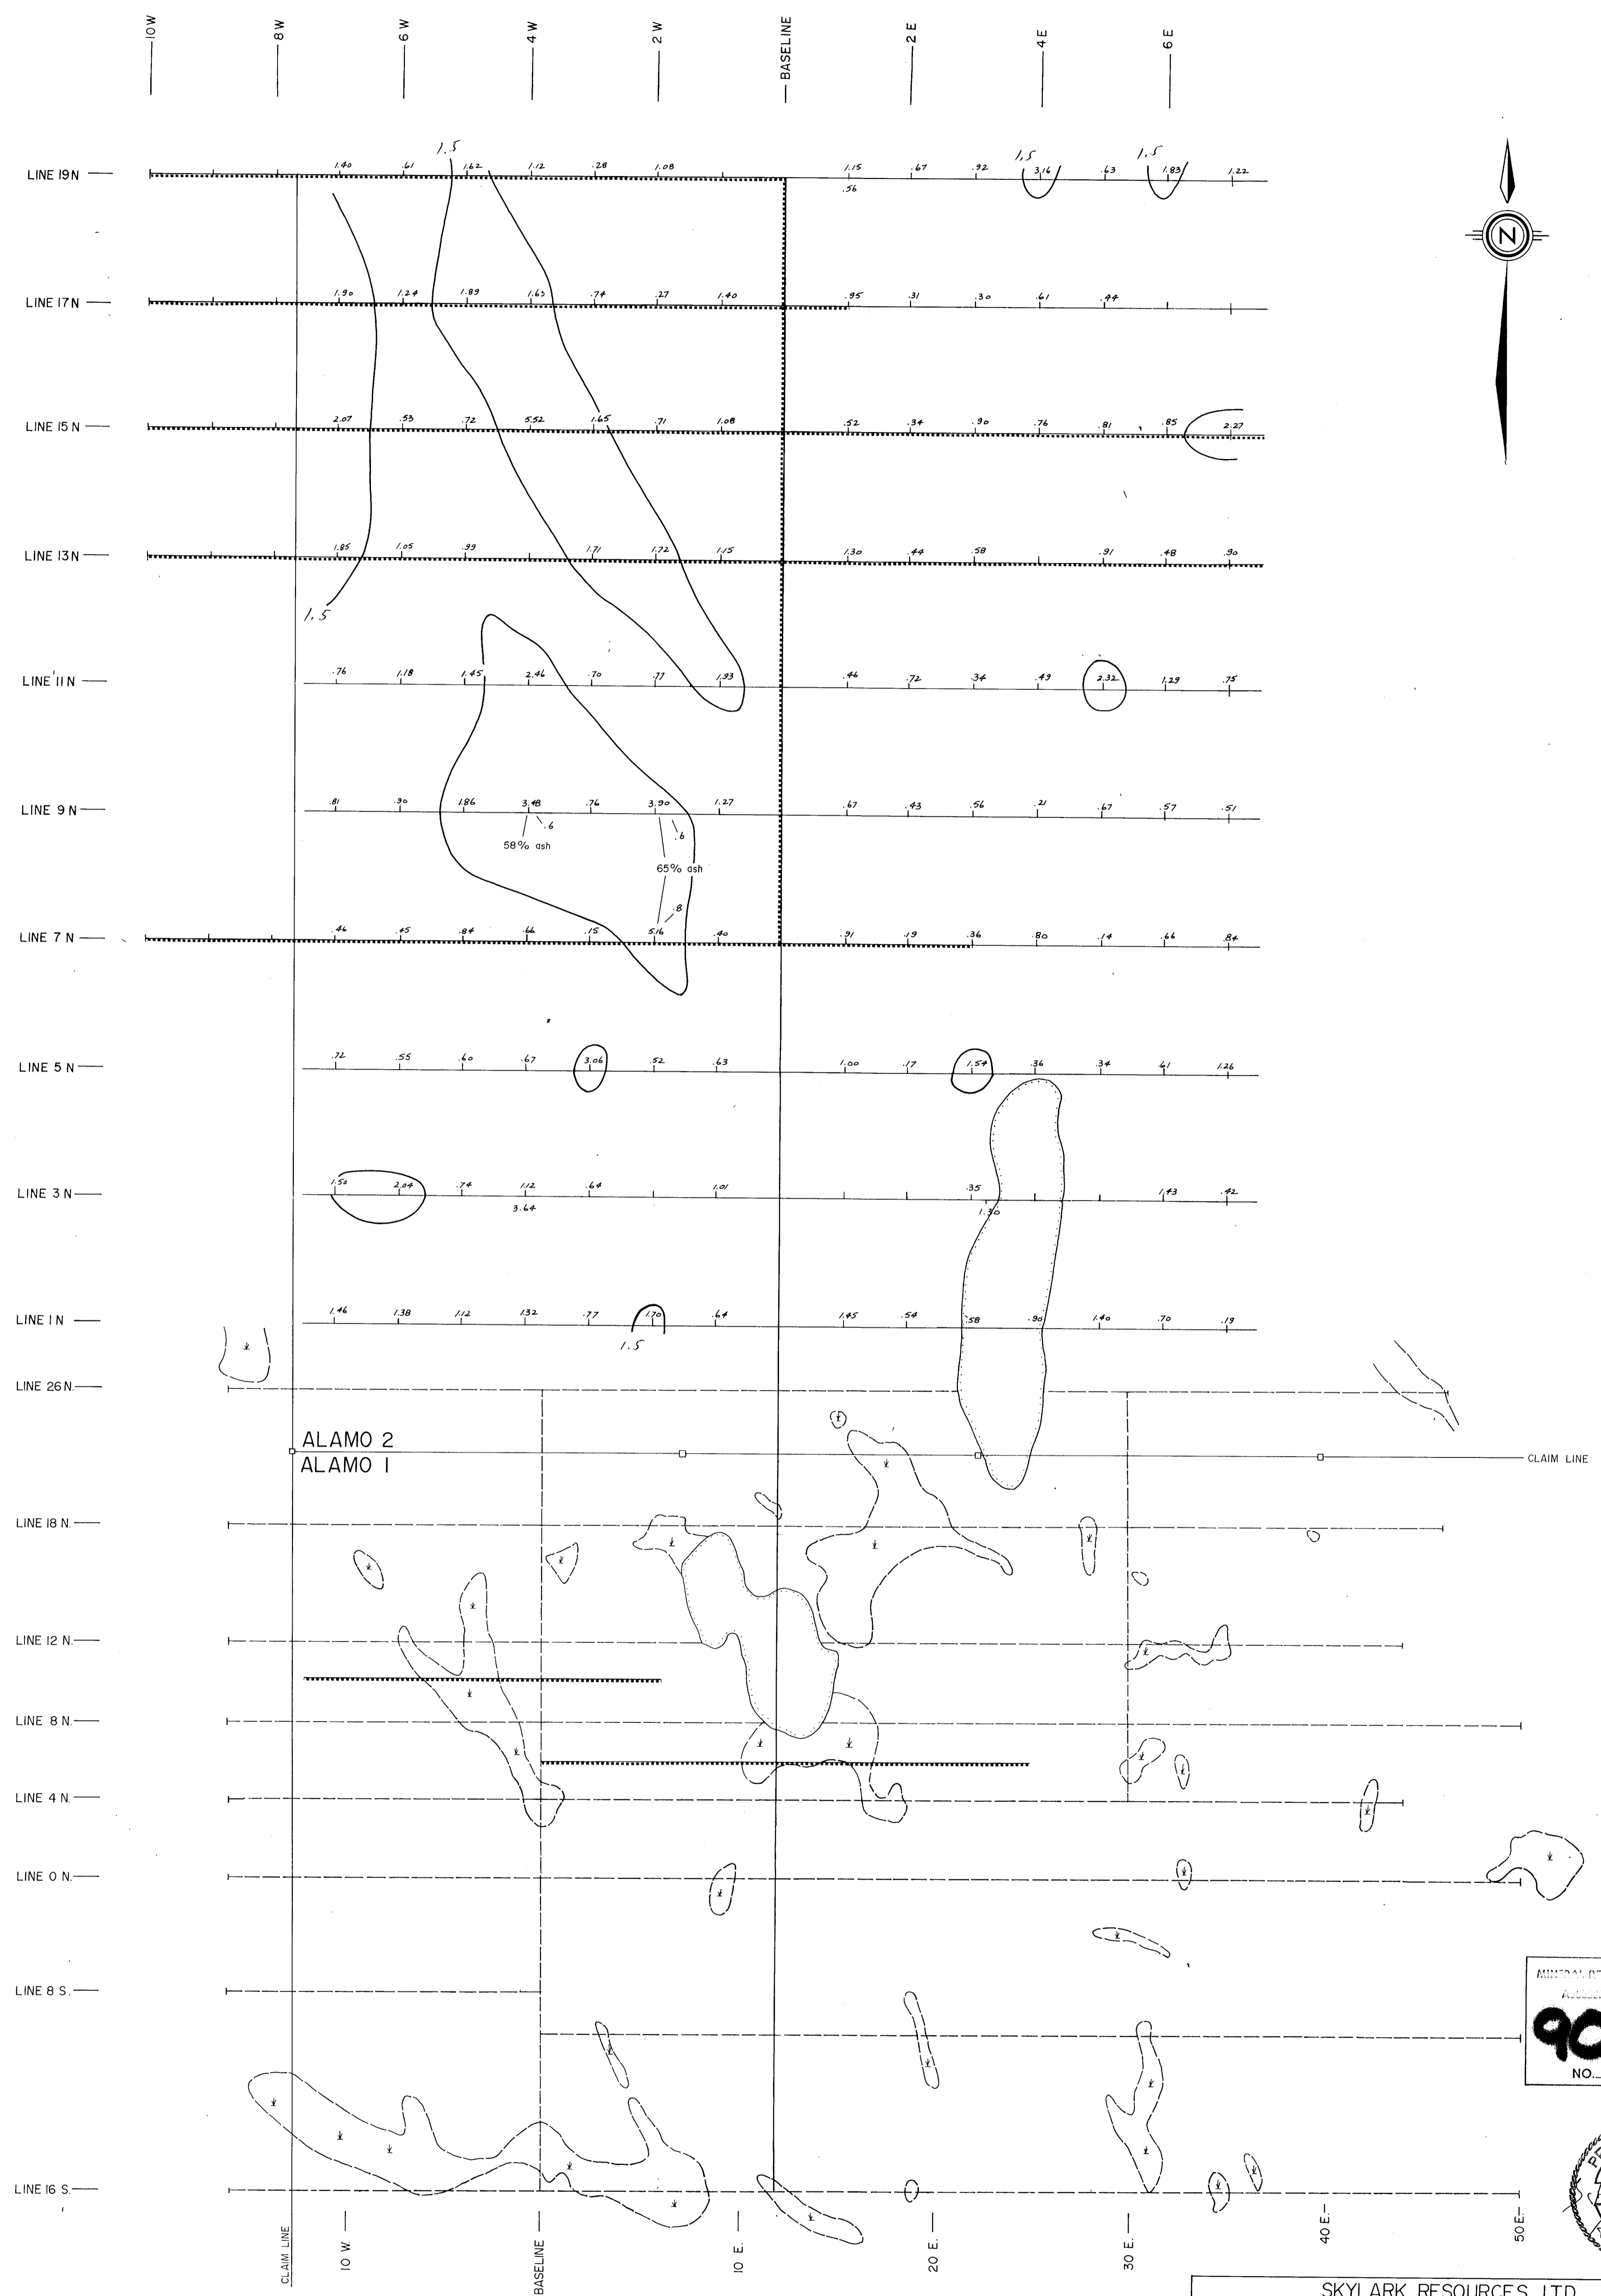 10W 8W 6W 4W 2W BASELINE 2E 4E 6E
1.5 1.5 1.5
LINE 19N 1.40 .61 1.62 1.12 .28 1.08 1.15 .67 .92 3.16 .63 1.83 1.22
.56
N
LINE 17N 1.90 1.24 1.89 1.63 .74 .27 1.40 .95 .31 .30 .61 .44
LINE 15N 2.07 .53 .72 5.52 1.65 .71 1.08 .52 .34 .90 .76 .81 .85 2.27
LINE 13N 1.85 1.05 .99 1.71 1.72 1.15 1.30 .44 .58 .91 .48 .90
1.5
LINE 11N .76 1.18 1.45 2.46 .70 .77 1.93 .46 .72 .34 .49 2.32 1.29 .75
LINE 9N .81 .90 1.86 3.48 .76 3.90 1.27 .67 .43 .56 .21 .67 .57 .51
.6 .6
58% ash
65% ash
.8
LINE 7N .46 .45 .84 .66 .15 5.16 .40 .91 .19 .36 .80 .14 .66 .84
LINE 5N .72 .55 .60 .67 3.06 .52 .63 1.00 .17 1.54 .36 .34 .61 1.26
LINE 3N 1.50 2.04 .74 1.12 .64 1.01 .35 1.43 .42
3.64 1.30
LINE 1N 1.46 1.38 1.12 1.32 .77 1.70 .64 1.45 .54 .58 .90 1.40 .70 .19
1.5
LINE 26N.
ALAMO 2
ALAMO 1
CLAIM LINE
LINE 18 N.
LINE 12 N.
LINE 8 N.
LINE 4 N.
LINE 0 N.
LINE 8 S.
90
NO.
LINE 16 S.
CLAIM LINE 10 W. BASELINE 10 E. 20 E. 30 E. 40 E. 50 E.
SKYLARK RESOURCES LTD.